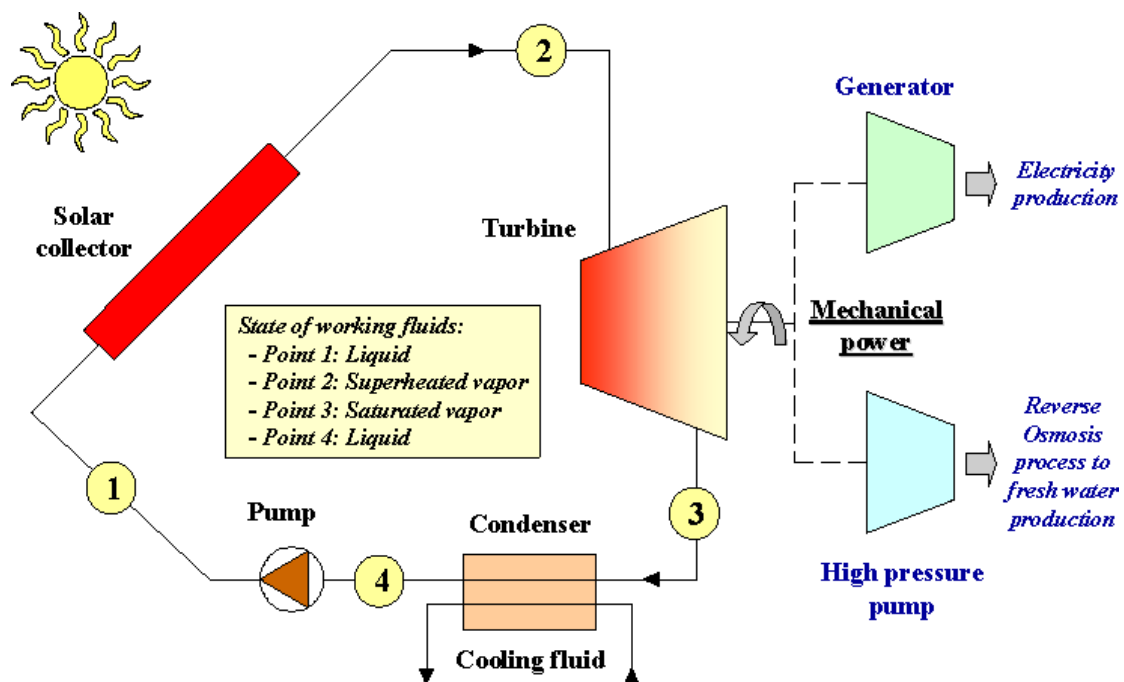 2
Generator
Electricity
production
Solar
collector
Turbine
Mechanical
power
State of working fluids:
- Point 1: Liquid
- Point 2: Superheated vapor
- Point 3: Saturated vapor
- Point 4: Liquid
Reverse
Osmosis
process to
fresh water
production
1
Pump
Condenser
3
4
High pressure
pump
Cooling fluid